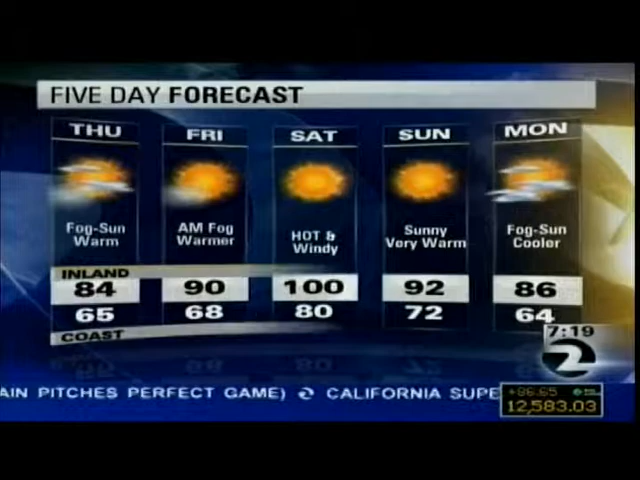 FIVE DAY FORECAST
THU FRI SAT SUN MON
Fog-Sun Warm
AM Fog Warmer
HOT & Windy
Sunny Very Warm
Fog-Sun Cooler
INLAND
84 90 100 92 86
65 68 80 72 64
COAST
7:19
2
AIN PITCHES PERFECT GAME) 2 CALIFORNIA SUPE
+86.65
12,583.03